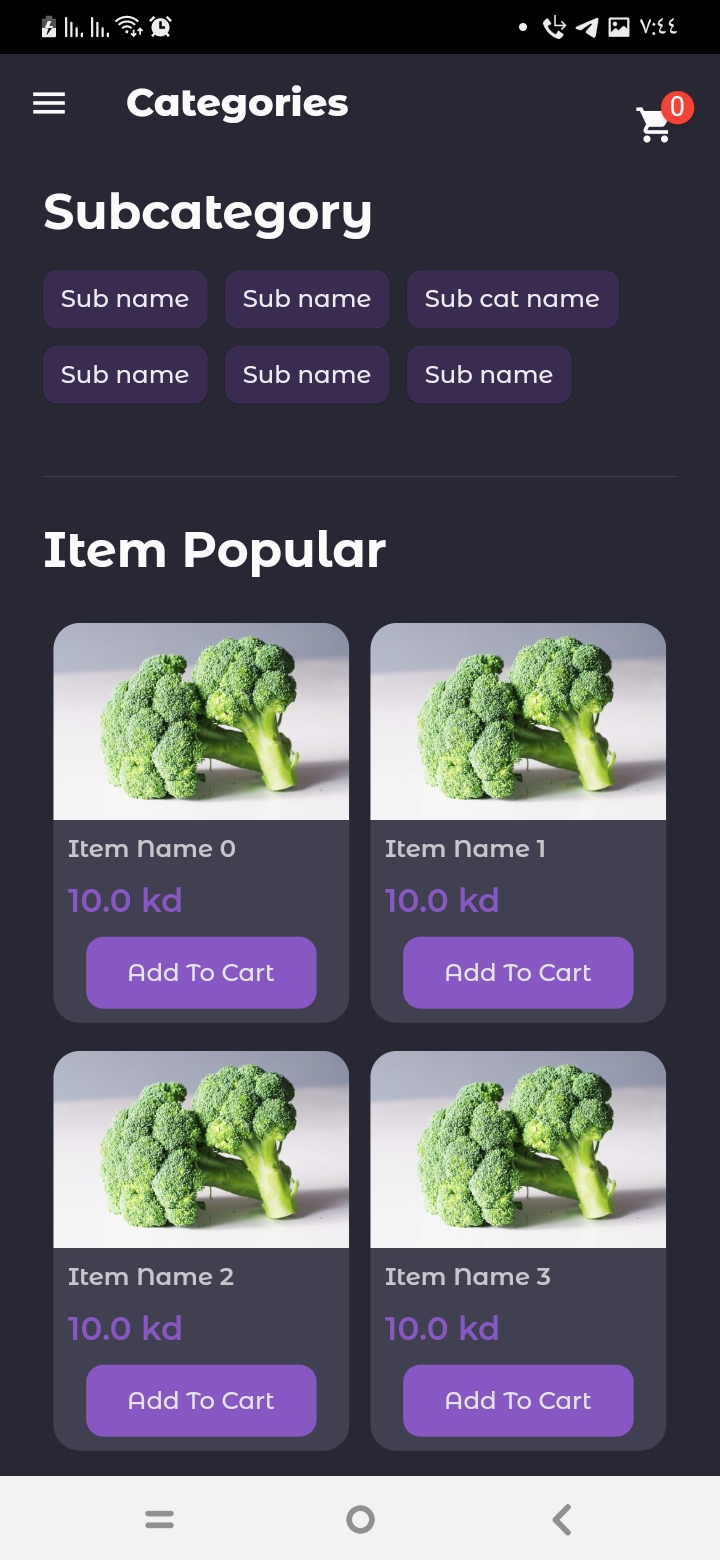 ٧:٤٤
Categories
0
Subcategory
Sub name Sub name Sub cat name
Sub name Sub name Sub name
Item Popular
Item Name 0 Item Name 1
10.0 kd 10.0 kd
Add To Cart Add To Cart
Item Name 2 Item Name 3
10.0 kd 10.0 kd
Add To Cart Add To Cart